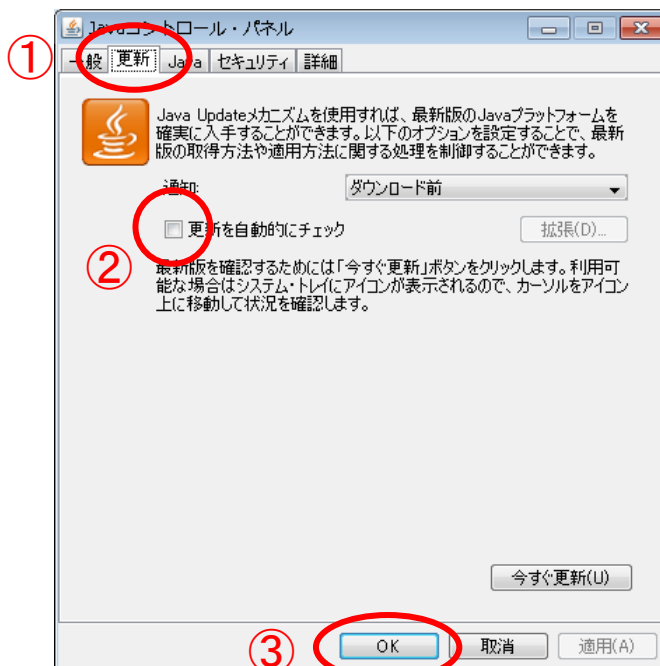 Javaコントロール・パネル
①
一般 更新 Java セキュリティ 詳細
Java Updateメカニズムを使用すれば、最新版のJavaプラットフォームを
確実に入手することができます。以下のオプションを設定することで、最新
版の取得方法や適用方法に関する処理を制御することができます。
通知: ダウンロード前
更新を自動的にチェック 拡張(D)...
②
最新版を確認するためには「今すぐ更新」ボタンをクリックします。利用可
能な場合はシステム・トレイにアイコンが表示されるので、カーソルをアイコン
上に移動して状況を確認します。
今すぐ更新(U)
③
OK 取消 適用(A)